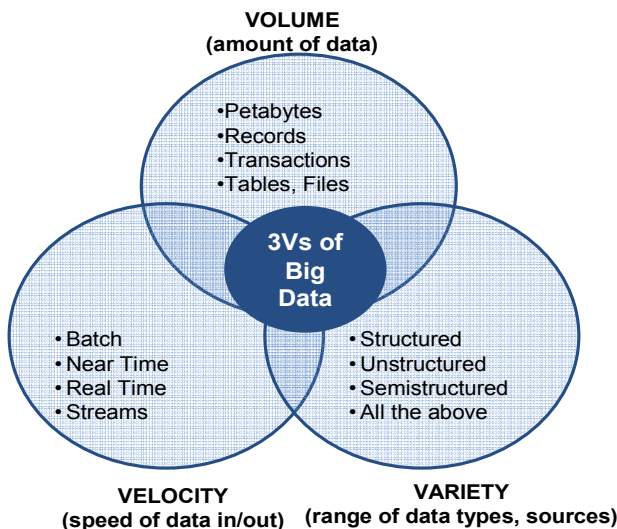 VOLUME
(amount of data)
•Petabytes
•Records
•Transactions
•Tables, Files
3Vs of
Big
Data
• Batch
• Near Time
• Real Time
• Streams
• Structured
• Unstructured
• Semistructured
• All the above
VELOCITY
(speed of data in/out)
VARIETY
(range of data types, sources)